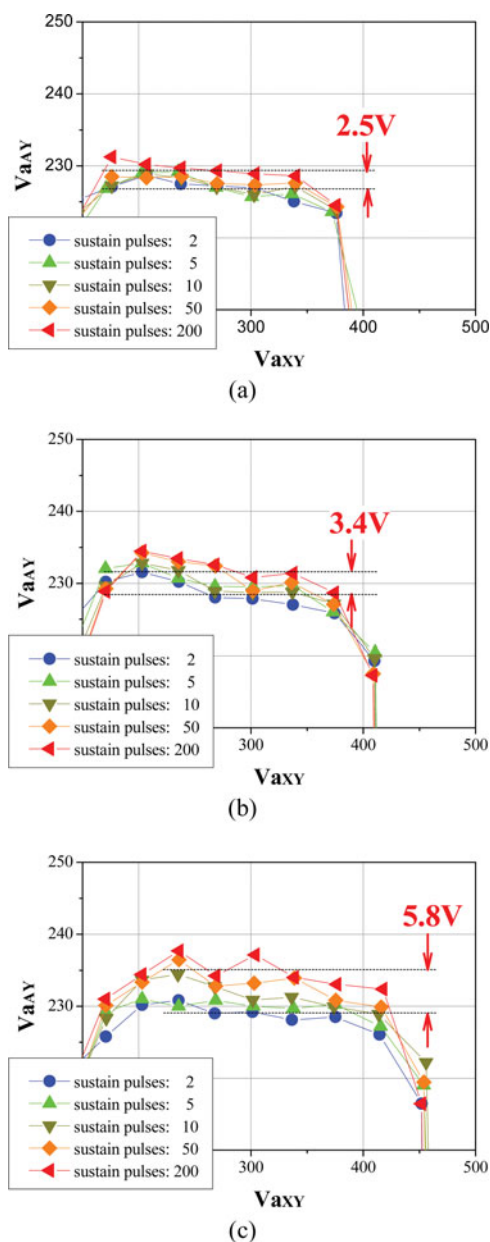 250
240
2.5V
230
VaAY
sustain pulses: 2
sustain pulses: 5
sustain pulses: 10
sustain pulses: 50
sustain pulses: 200
300
400
500
VaXY
(a)
250
240
3.4V
230
VaAY
sustain pulses: 2
sustain pulses: 5
sustain pulses: 10
sustain pulses: 50
sustain pulses: 200
300
400
500
VaXY
(b)
250
240
5.8V
230
VaAY
sustain pulses: 2
sustain pulses: 5
sustain pulses: 10
sustain pulses: 50
sustain pulses: 200
300
400
500
VaXY
(c)